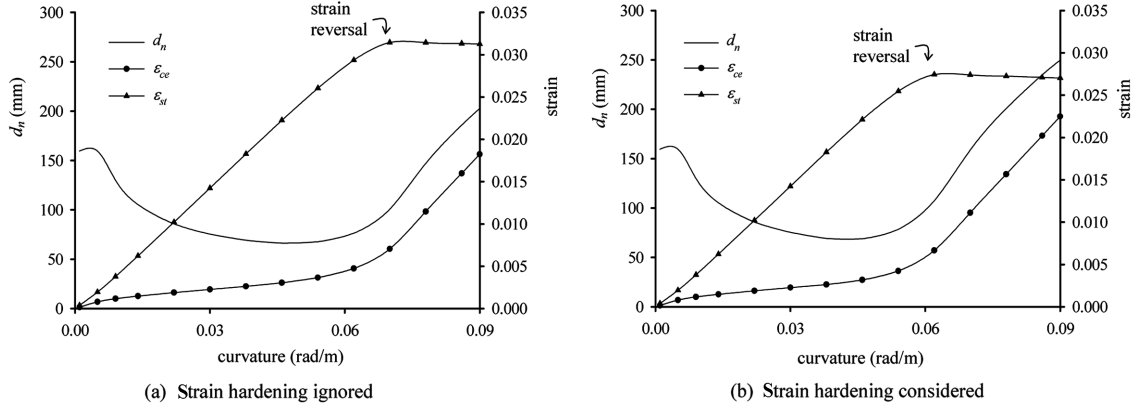 strain
reversal
300
250
200
150
100
50
0
d_n (mm)
0.035
0.030
0.025
0.020
0.015
0.010
0.005
0.000
strain
d_n
ε_ce
ε_st
0.00 0.03 0.06 0.09
curvature (rad/m)
(a) Strain hardening ignored
strain
reversal
300
250
200
150
100
50
0
d_n (mm)
0.035
0.030
0.025
0.020
0.015
0.010
0.005
0.000
strain
d_n
ε_ce
ε_st
0.00 0.03 0.06 0.09
curvature (rad/m)
(b) Strain hardening considered